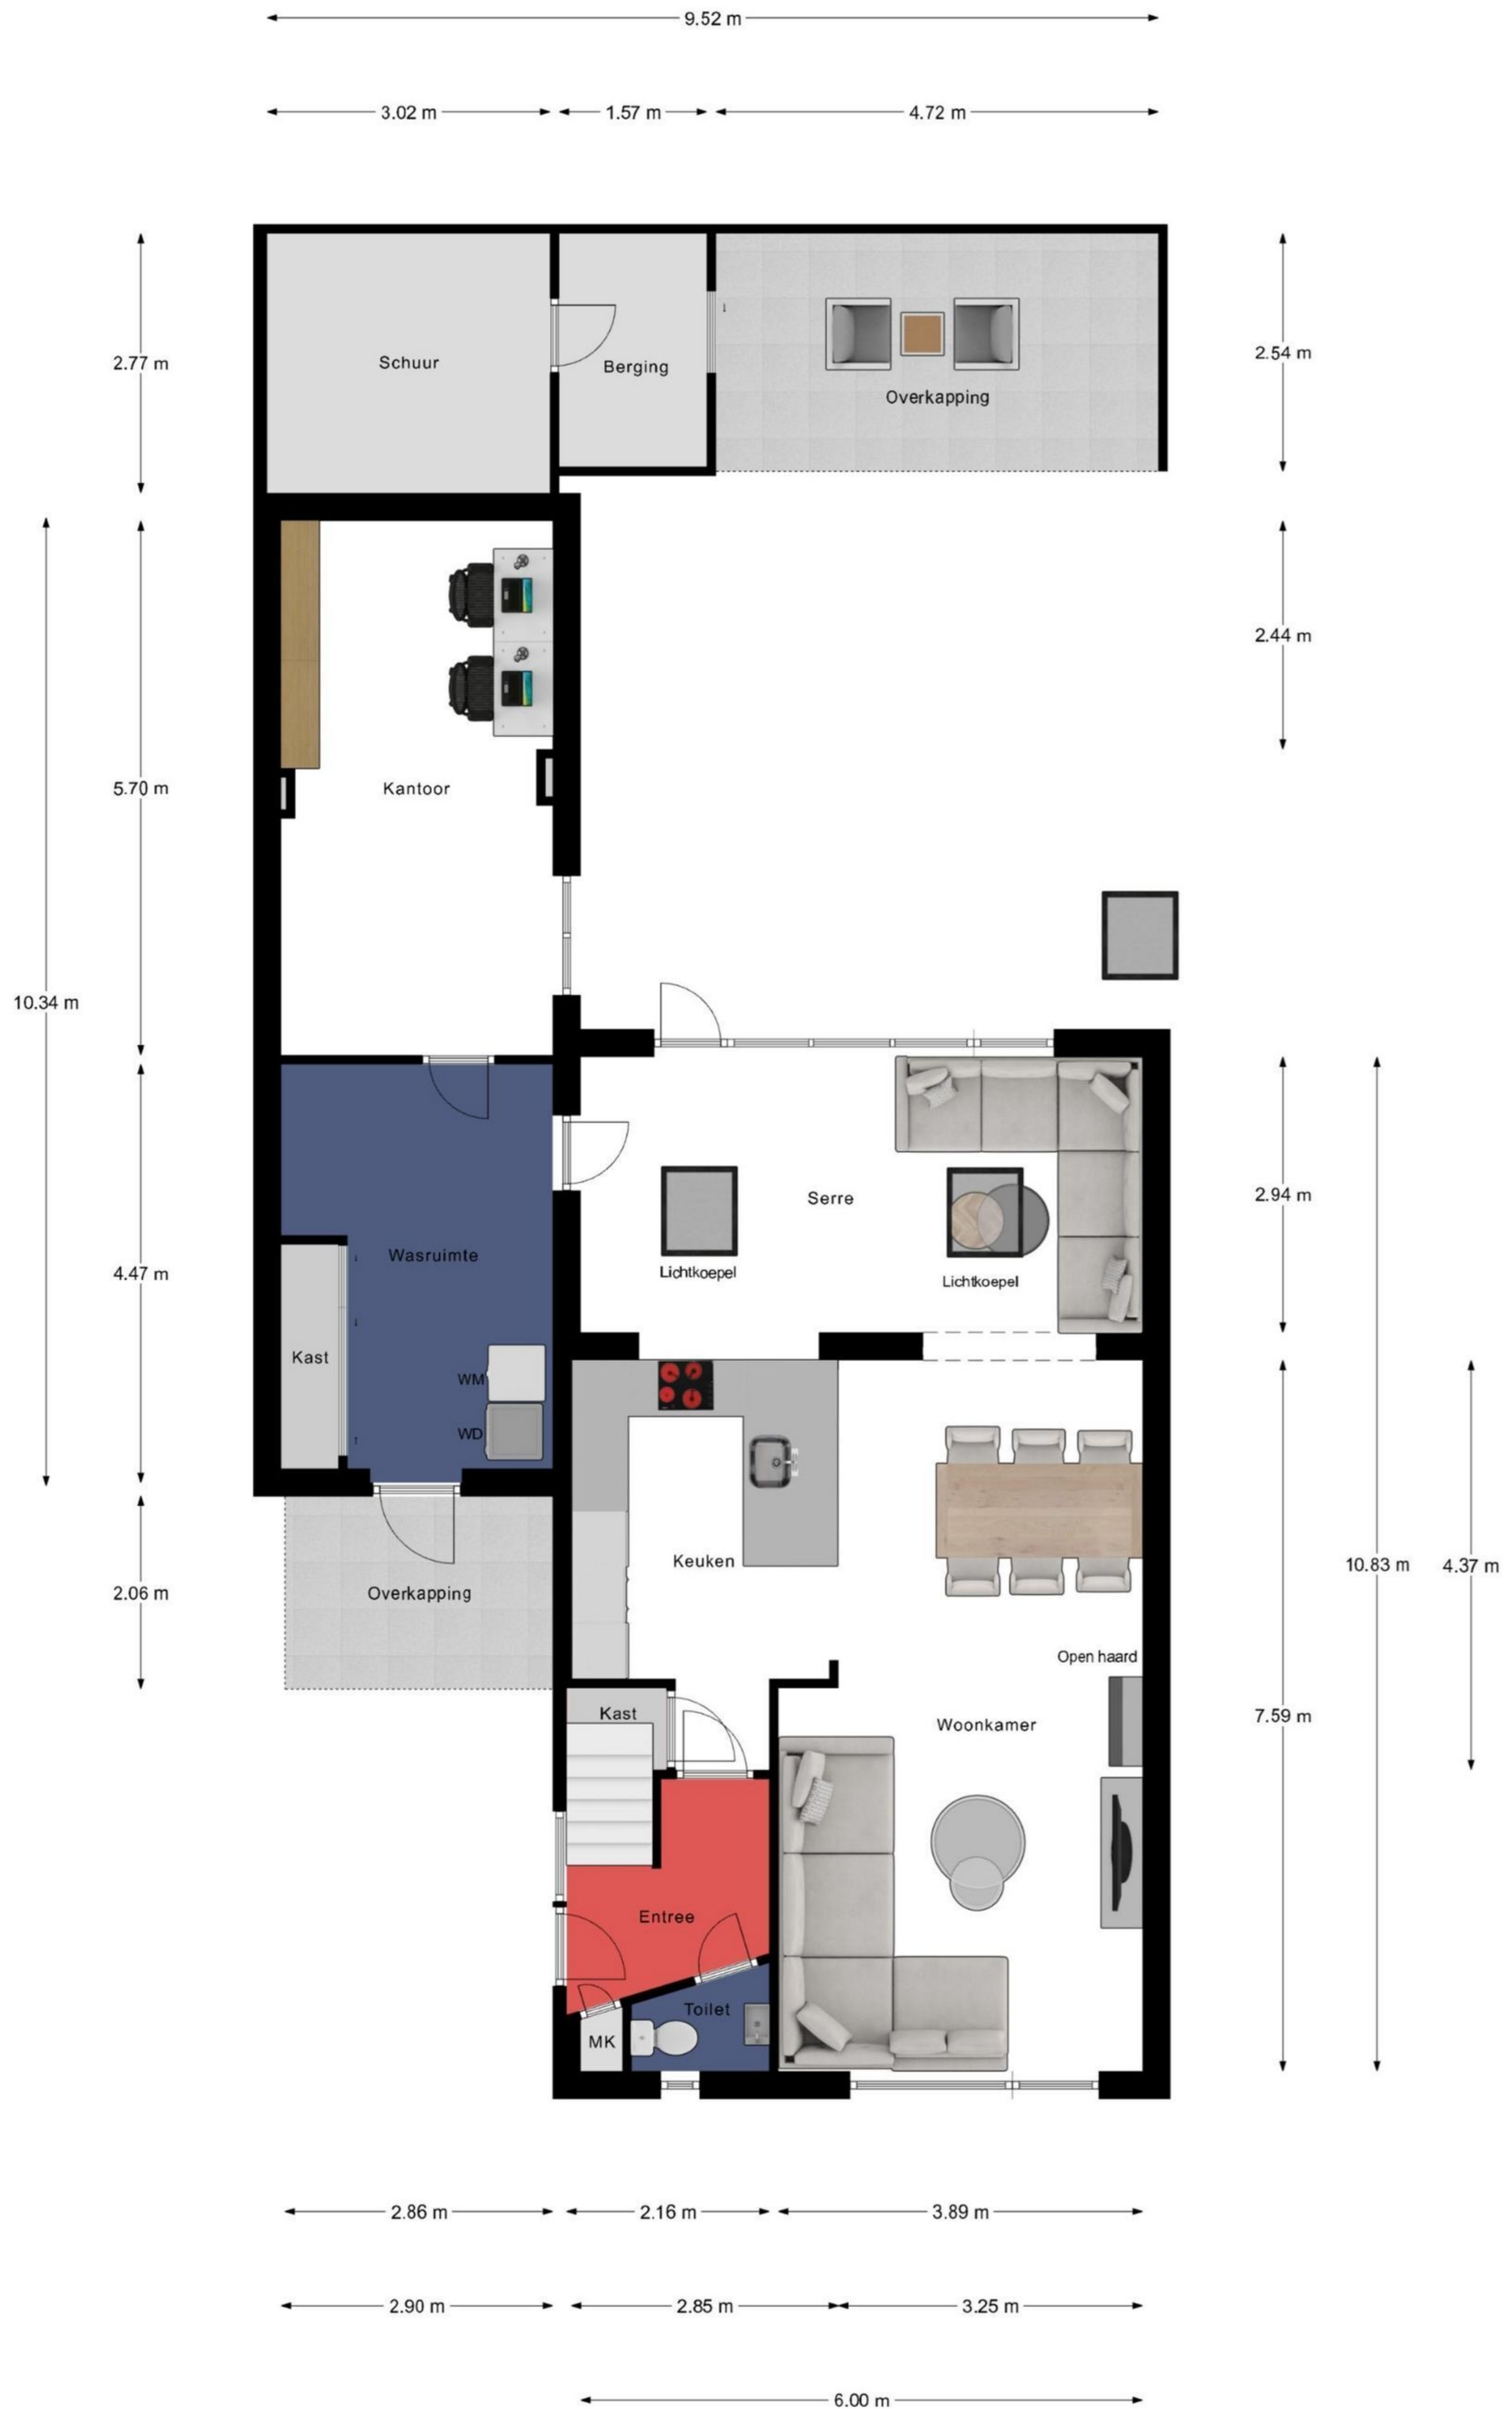 9.52 m
3.02 m
1.57 m
4.72 m
2.77 m
Schuur
Berging
Overkapping
2.54 m
2.44 m
5.70 m
Kantoor
10.34 m
Serre
2.94 m
Wasruimte
Lichtkoepel
Lichtkoepel
4.47 m
Kast
WM
WD
Keuken
10.83 m
4.37 m
2.06 m
Overkapping
Open haard
Kast
Woonkamer
7.59 m
Entree
Toilet
MK
2.86 m
2.16 m
3.89 m
2.90 m
2.85 m
3.25 m
6.00 m